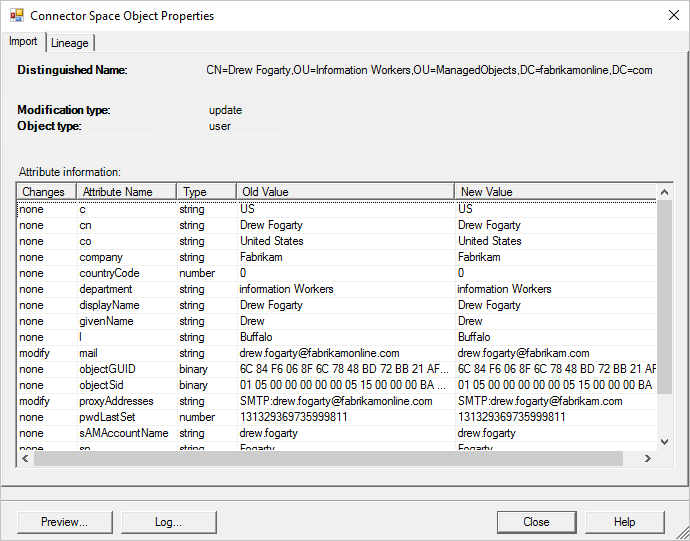 Connector Space Object Properties
Import Lineage
Distinguished Name: CN=Drew Fogarty,OU=Information Workers,OU=ManagedObjects,DC=fabrikamonline,DC=com
Modification type: update
Object type: user
Attribute information:
Changes Attribute Name Type Old Value New Value
none c string US US
none cn string Drew Fogarty Drew Fogarty
none co string United States United States
none company string Fabrikam Fabrikam
none countryCode number 0 0
none department string information Workers information Workers
none displayName string Drew Fogarty Drew Fogarty
none givenName string Drew Drew
none l string Buffalo Buffalo
modify mail string drew.fogarty@fabrikamonline.com drew.fogarty@fabrikam.com
none objectGUID binary 6C 84 F6 06 8F 6C 78 48 BD 72 BB 21 AF... 6C 84 F6 06 8F 6C 78 48 BD 72 BB 21 AF
none objectSid binary 01 05 00 00 00 00 00 05 15 00 00 00 BA ... 01 05 00 00 00 00 00 05 15 00 00 00 BA
modify proxyAddresses string SMTP:drew.fogarty@fabrikamonline.com SMTP:drew.fogarty@fabrikam.com
none pwdLastSet number 131329369735999811 131329369735999811
none sAMAccountName string drew.fogarty drew.fogarty
none sn string Fogarty Fogarty
Preview... Log... Close Help